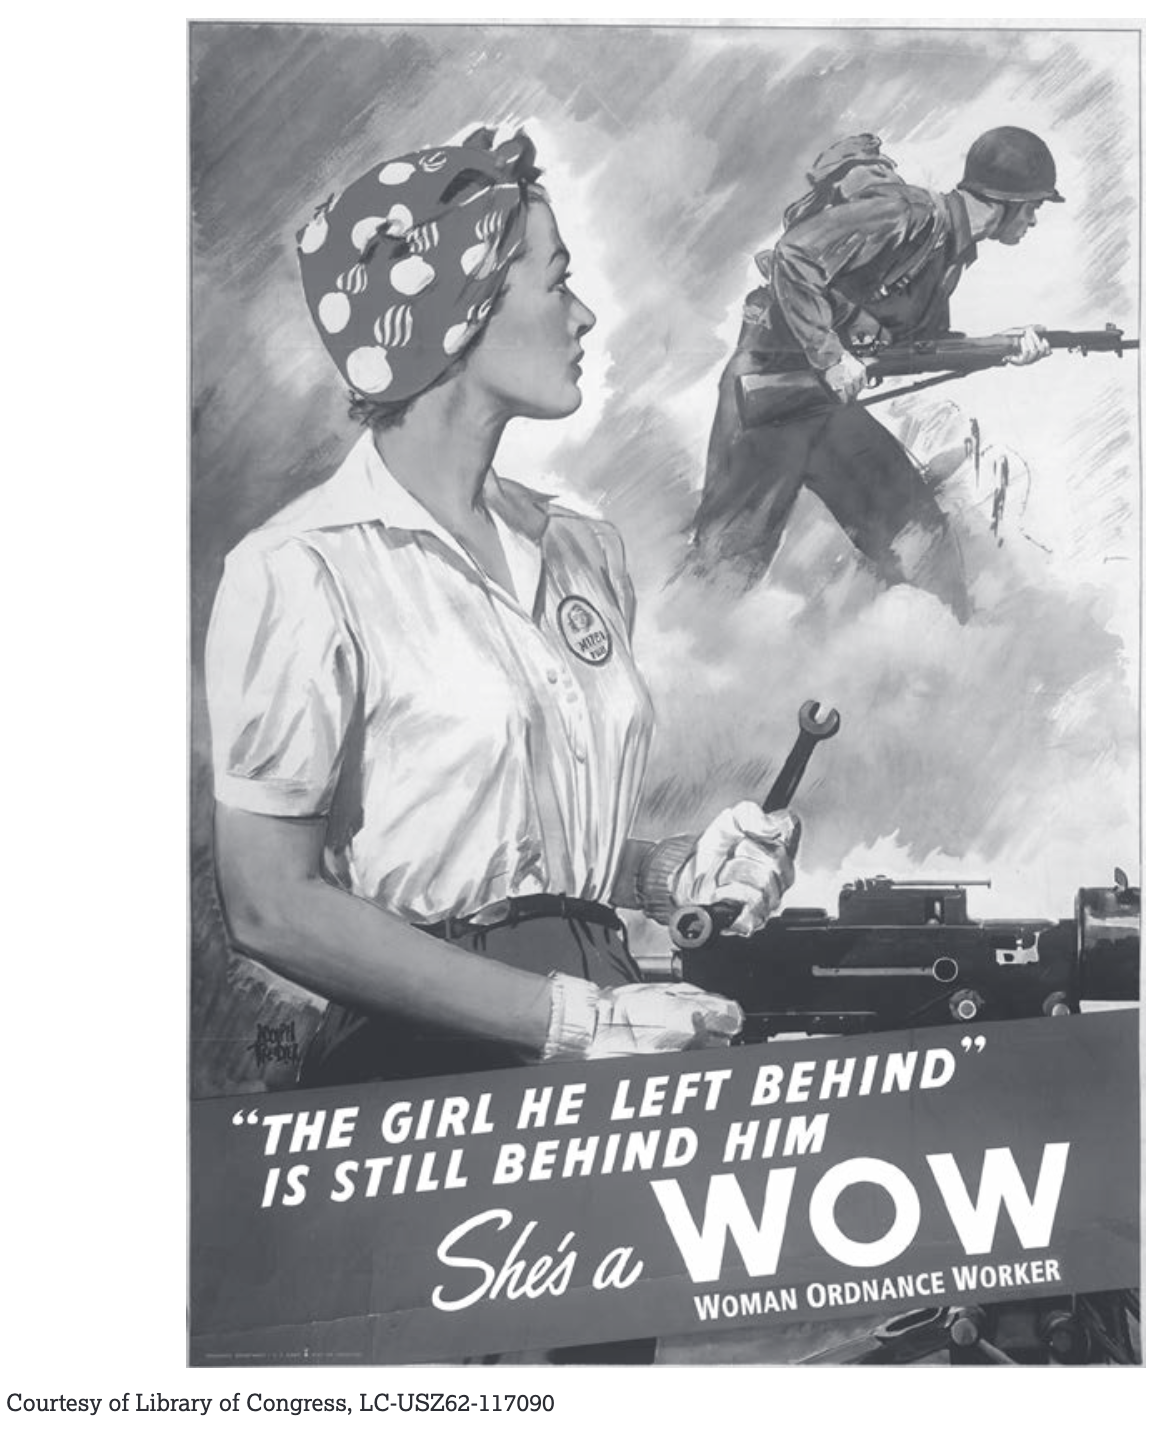 “THE GIRL HE LEFT BEHIND”
IS STILL BEHIND HIM
She's a WOW
WOMAN ORDNANCE WORKER
Courtesy of Library of Congress, LC-USZ62-117090